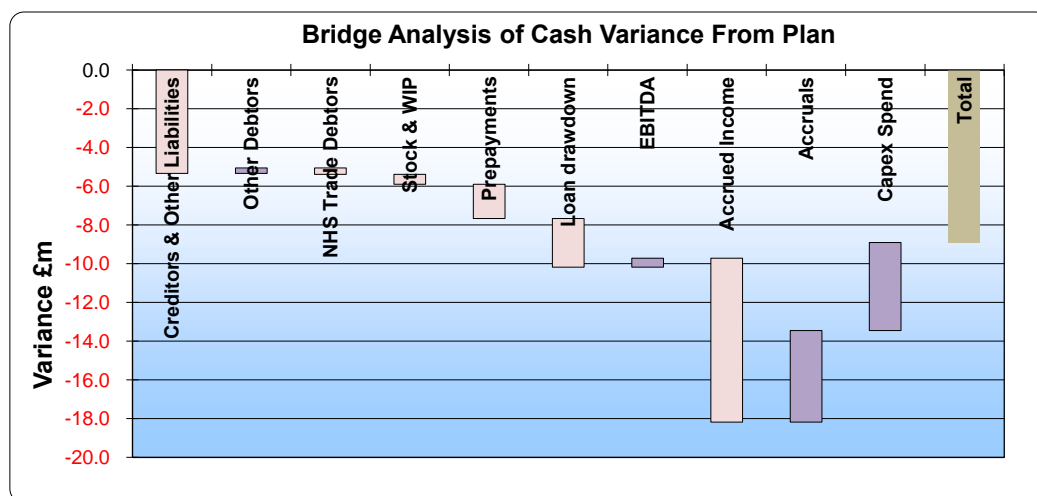 Bridge Analysis of Cash Variance From Plan
Variance £m
0.0
-2.0
-4.0
-6.0
-8.0
-10.0
-12.0
-14.0
-16.0
-18.0
-20.0
Creditors & Other Liabilities
Other Debtors
NHS Trade Debtors
Stock & WIP
Prepayments
Loan drawdown
EBITDA
Accrued Income
Accruals
Capex Spend
Total